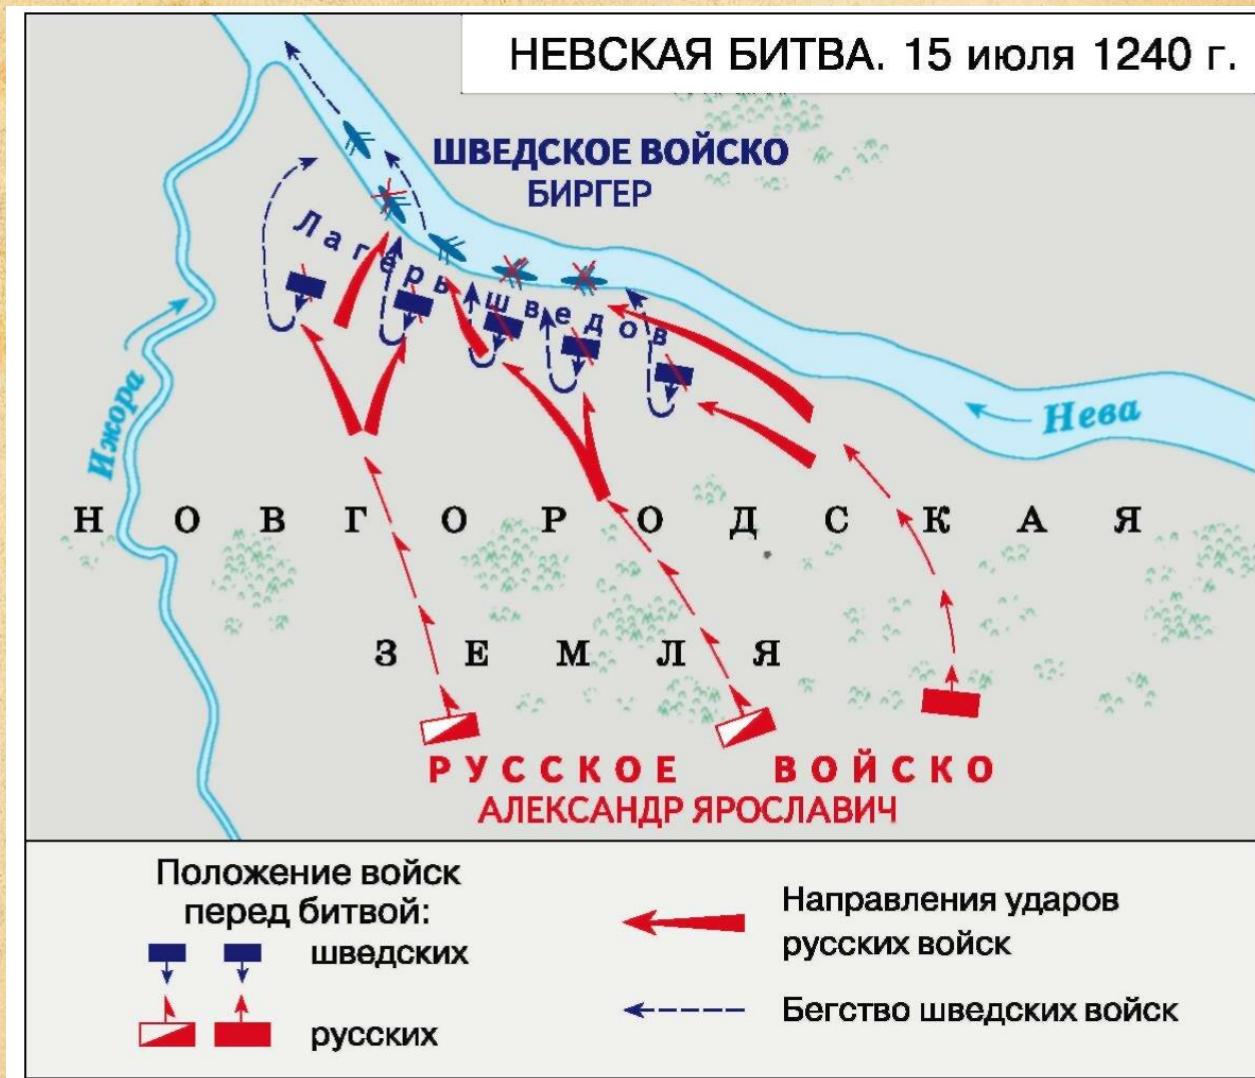 НЕВСКАЯ БИТВА. 15 июля 1240 г.
ШВЕДСКОЕ ВОЙСКО
БИРГЕР
Лагерь шведов
Ижора
Нева
НОВГОРОДСКАЯ
ЗЕМЛЯ
РУССКОЕ ВОЙСКО
АЛЕКСАНДР ЯРОСЛАВИЧ
Положение войск
перед битвой:
шведских
русских
Направления ударов
русских войск
Бегство шведских войск